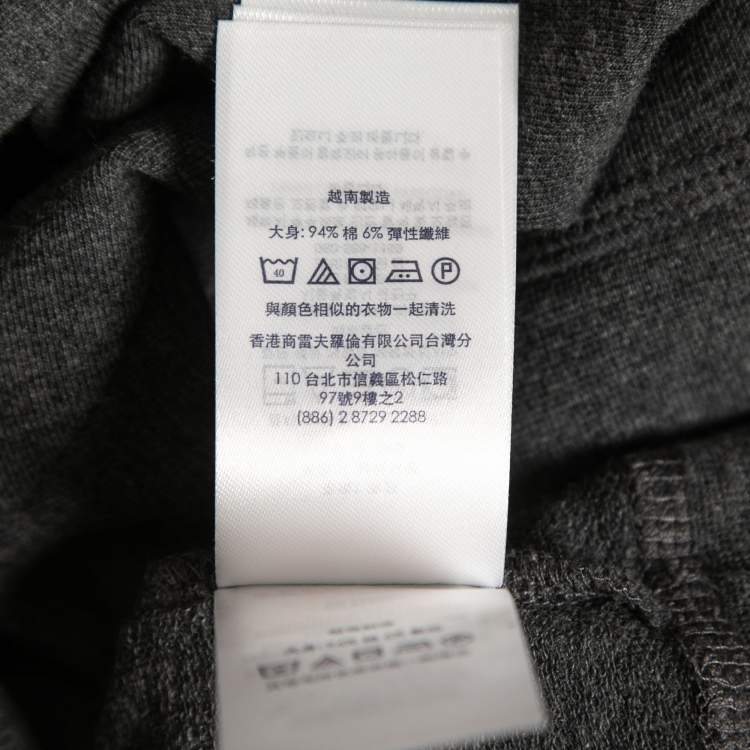 越南製造
大身: 94% 棉 6% 彈性纖維
40
P
與顏色相似的衣物一起清洗
香港商雷夫羅倫有限公司台灣分
公司
110 台北市信義區松仁路
97號9樓之2
(886) 2 8729 2288